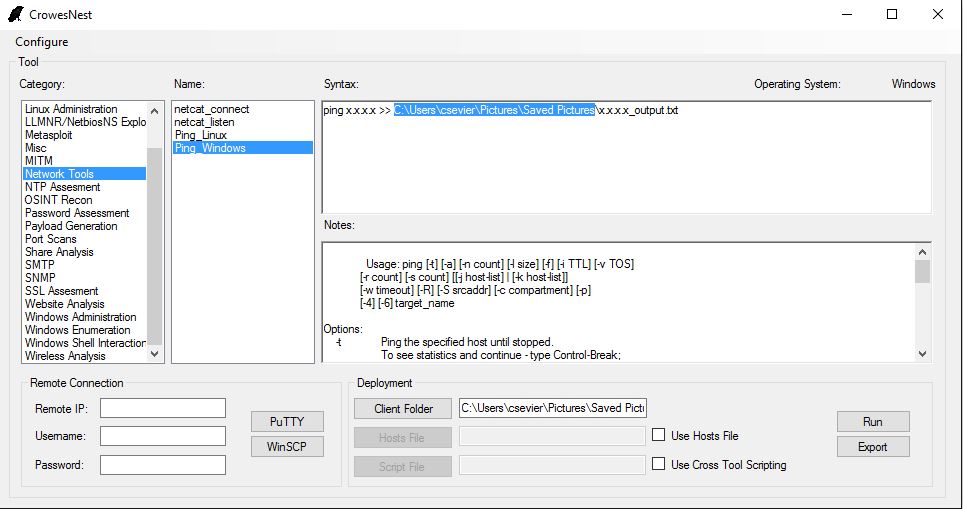 CrowesNest
Configure
Tool
Category:
Name:
Syntax:
Operating System:
Windows
Linux Administration
LLMNR/NetbiosNS Explo
Metasploit
Misc
MITM
Network Tools
NTP Assesment
OSINT Recon
Password Assessment
Payload Generation
Port Scans
Share Analysis
SMTP
SNMP
SSL Assesment
Website Analysis
Windows Administration
Windows Enumeration
Windows Shell Interaction
Wireless Analysis
netcat_connect
netcat_listen
Ping_Linux
Ping_Windows
ping x.x.x.x >> C:\Users\csevier\Pictures\Saved Pictures\x.x.x.x_output.txt
Notes:
Usage: ping [-t] [-a] [-n count] [-l size] [-f] [-i TTL] [-v TOS]
[-r count] [-s count] [[-j host-list] | [-k host-list]]
[-w timeout] [-R] [-S srcaddr] [-c compartment] [-p]
[-4] [-6] target_name
Options:
-t Ping the specified host until stopped.
To see statistics and continue - type Control-Break;
Remote Connection
Remote IP:
Username:
Password:
PuTTY
WinSCP
Deployment
Client Folder
C:\Users\csevier\Pictures\Saved Pict
Hosts File
Use Hosts File
Script File
Use Cross Tool Scripting
Run
Export